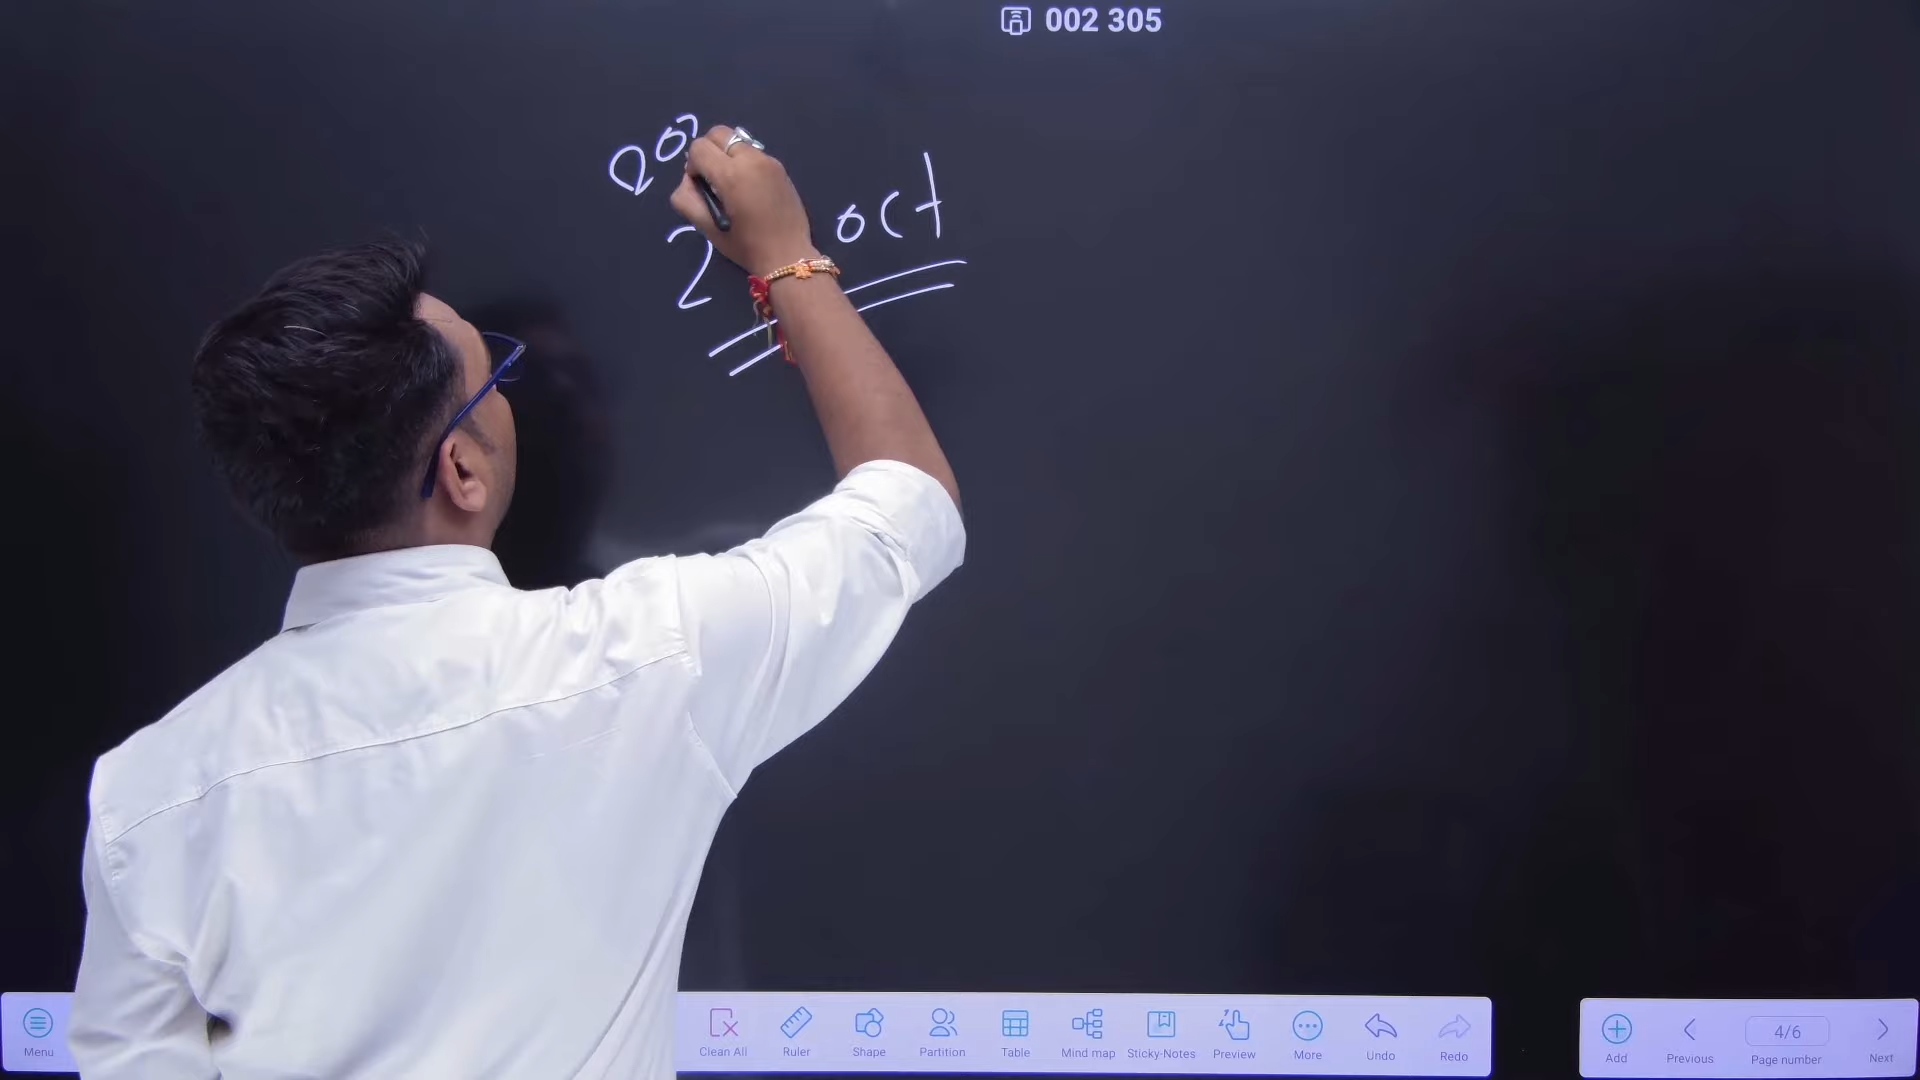 002 305
oct
Menu
Clean All
Ruler
Shape
Partition
Table
Mind map
Sticky-Notes
Preview
More
Undo
Redo
Add
Previous
4/6
Page number
Next